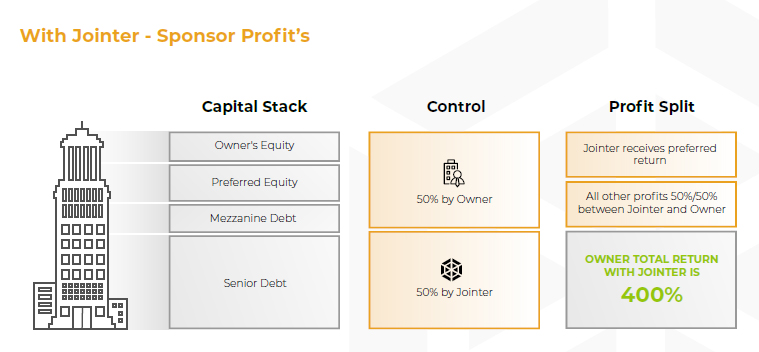 With Jointer - Sponsor Profit’s
Capital Stack
Control
Profit Split
Owner's Equity
Preferred Equity
Mezzanine Debt
Senior Debt
50% by Owner
50% by Jointer
Jointer receives preferred
return
All other profits 50%/50%
between Jointer and Owner
OWNER TOTAL RETURN
WITH JOINTER IS
400%